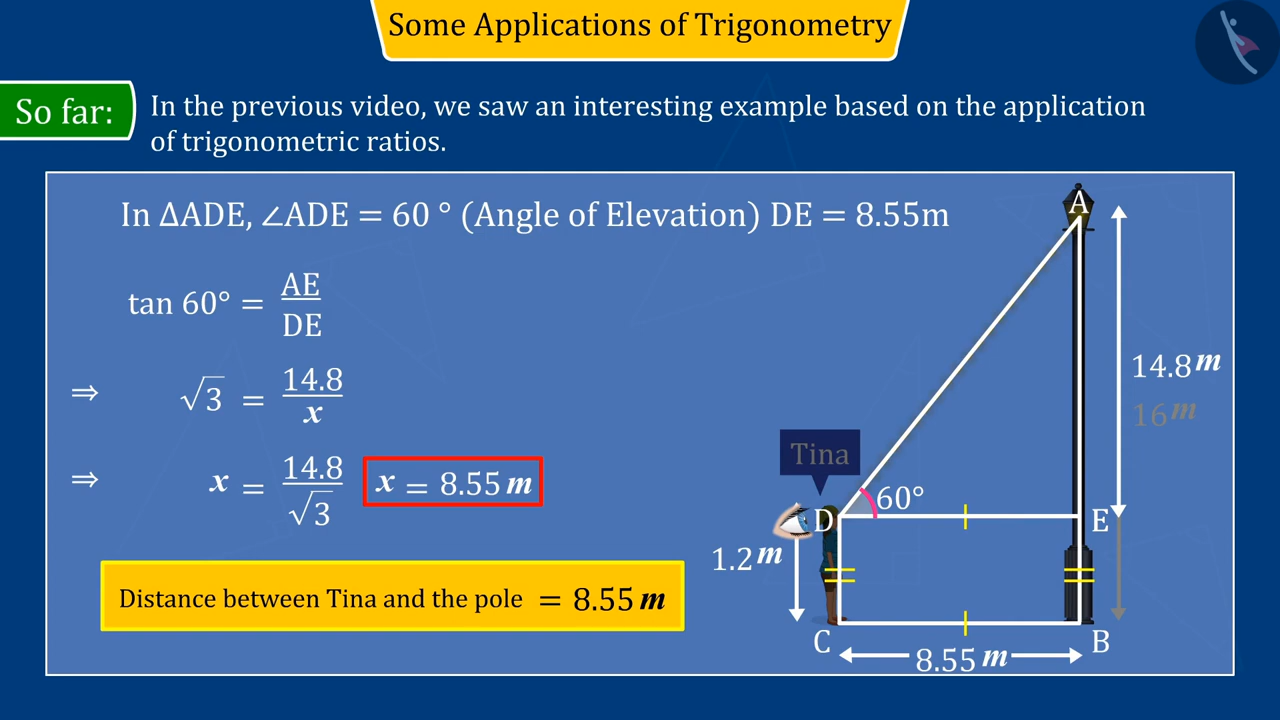 Some Applications of Trigonometry
So far:
In the previous video, we saw an interesting example based on the application
of trigonometric ratios.
In ΔADE, ∠ADE = 60 ° (Angle of Elevation) DE = 8.55m
tan 60° = AE/DE
⇒ √3 = 14.8/x
⇒ x = 14.8/√3 x = 8.55 m
Distance between Tina and the pole = 8.55 m
A
14.8 m
16 m
Tina
60°
D
E
1.2 m
C
B
8.55 m